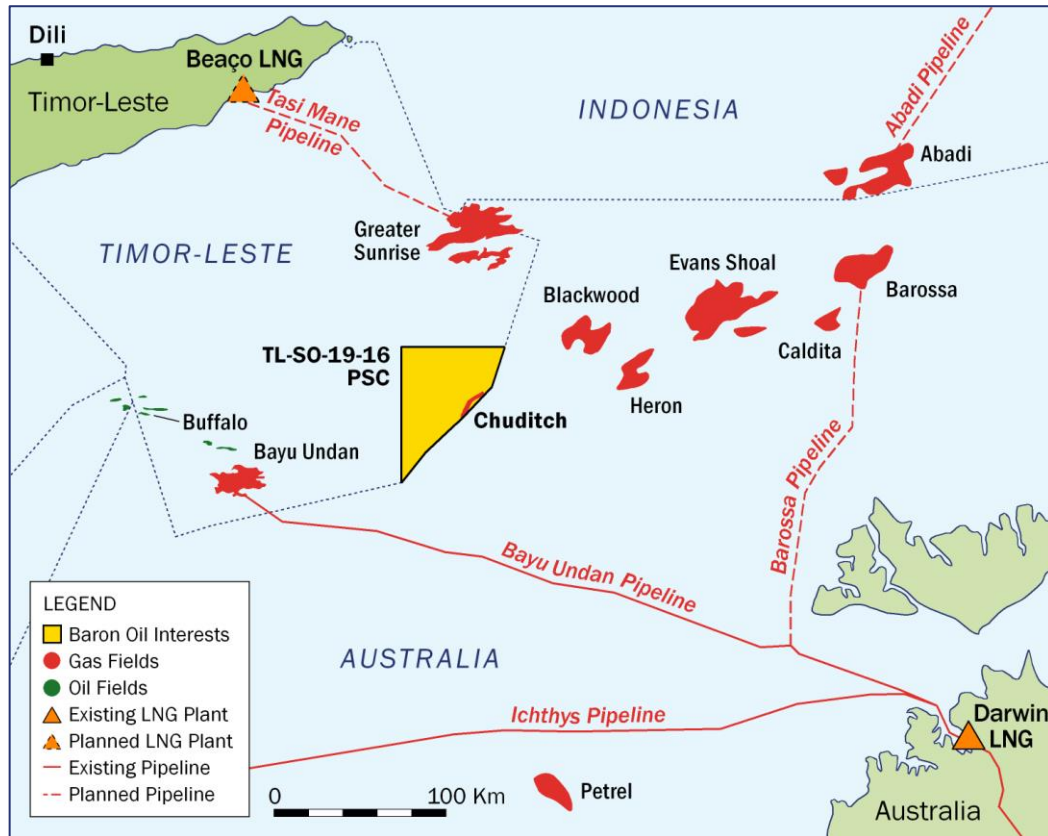 Dili
Beaço LNG
Timor-Leste
Tasi Mane
Pipeline
INDONESIA
Abadi Pipeline
Abadi
Greater
Sunrise
TIMOR-LESTE
Evans Shoal
Barossa
Blackwood
Caldita
TL-SO-19-16
PSC
Heron
Chuditch
Buffalo
Bayu Undan
Barossa Pipeline
Bayu Undan Pipeline
LEGEND
Baron Oil Interests
Gas Fields
Oil Fields
Existing LNG Plant
Planned LNG Plant
Existing Pipeline
Planned Pipeline
AUSTRALIA
Ichthys Pipeline
Darwin
LNG
0 100 Km
Petrel
Australia